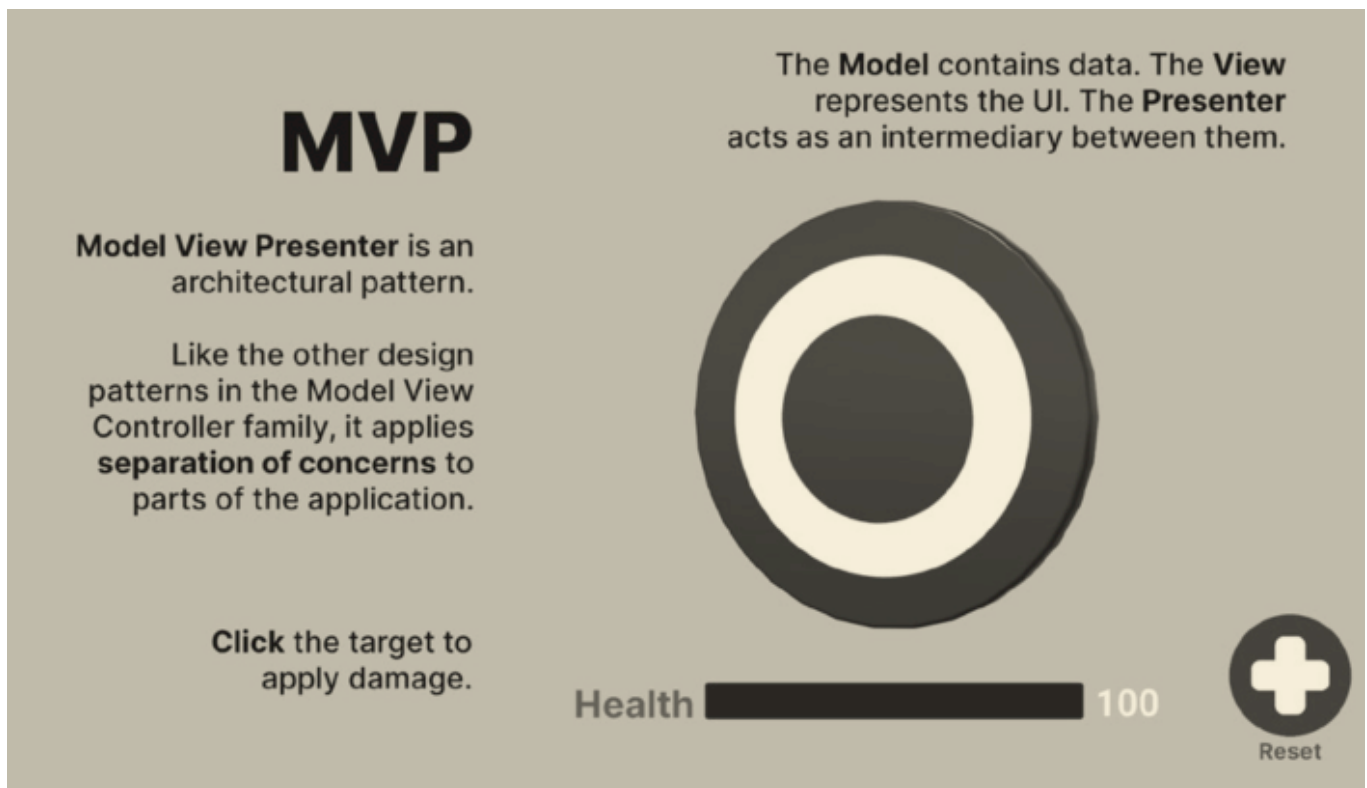 MVP
Model View Presenter is an
architectural pattern.
Like the other design
patterns in the Model View
Controller family, it applies
separation of concerns to
parts of the application.
Click the target to
apply damage.
The Model contains data. The View
represents the UI. The Presenter
acts as an intermediary between them.
Health 100
Reset